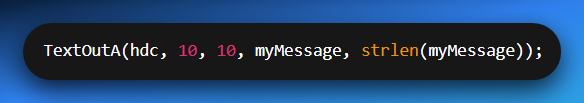 TextOutA(hdc, 10, 10, myMessage, strlen(myMessage));